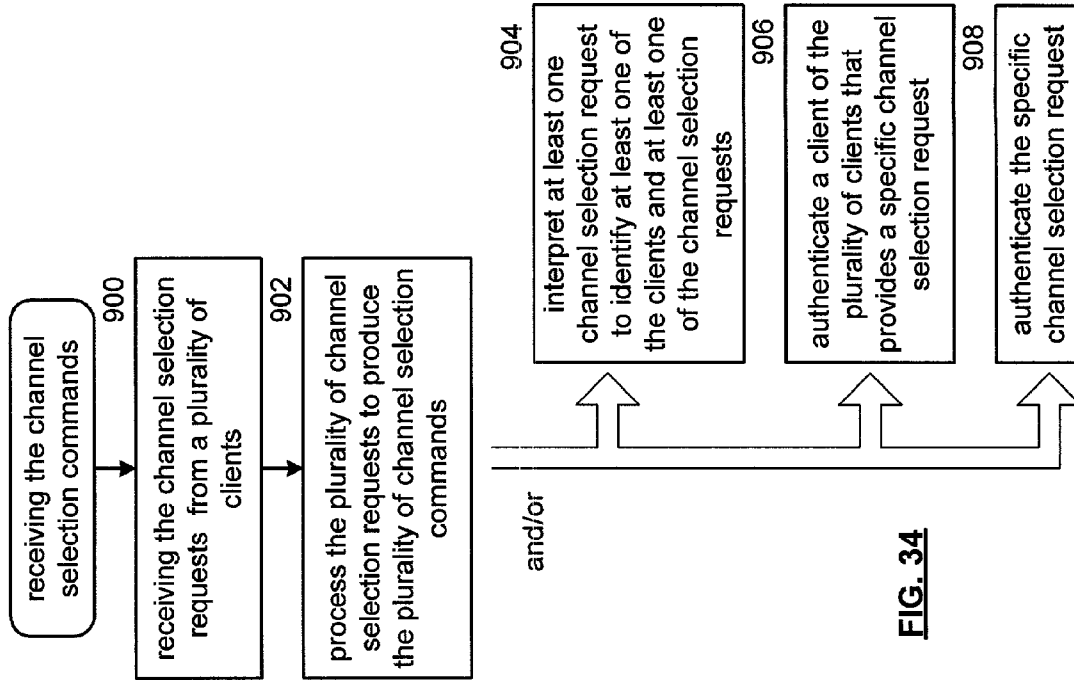 receiving the channel
selection commands
900
receiving the channel selection
requests from a plurality of
clients
902
process the plurality of channel
selection requests to produce
the plurality of channel selection
commands
and/or
904
interpret at least one
channel selection request
to identify at least one of
the clients and at least one
of the channel selection
requests
906
authenticate a client of the
plurality of clients that
provides a specific channel
selection request
908
authenticate the specific
channel selection request
FIG. 34